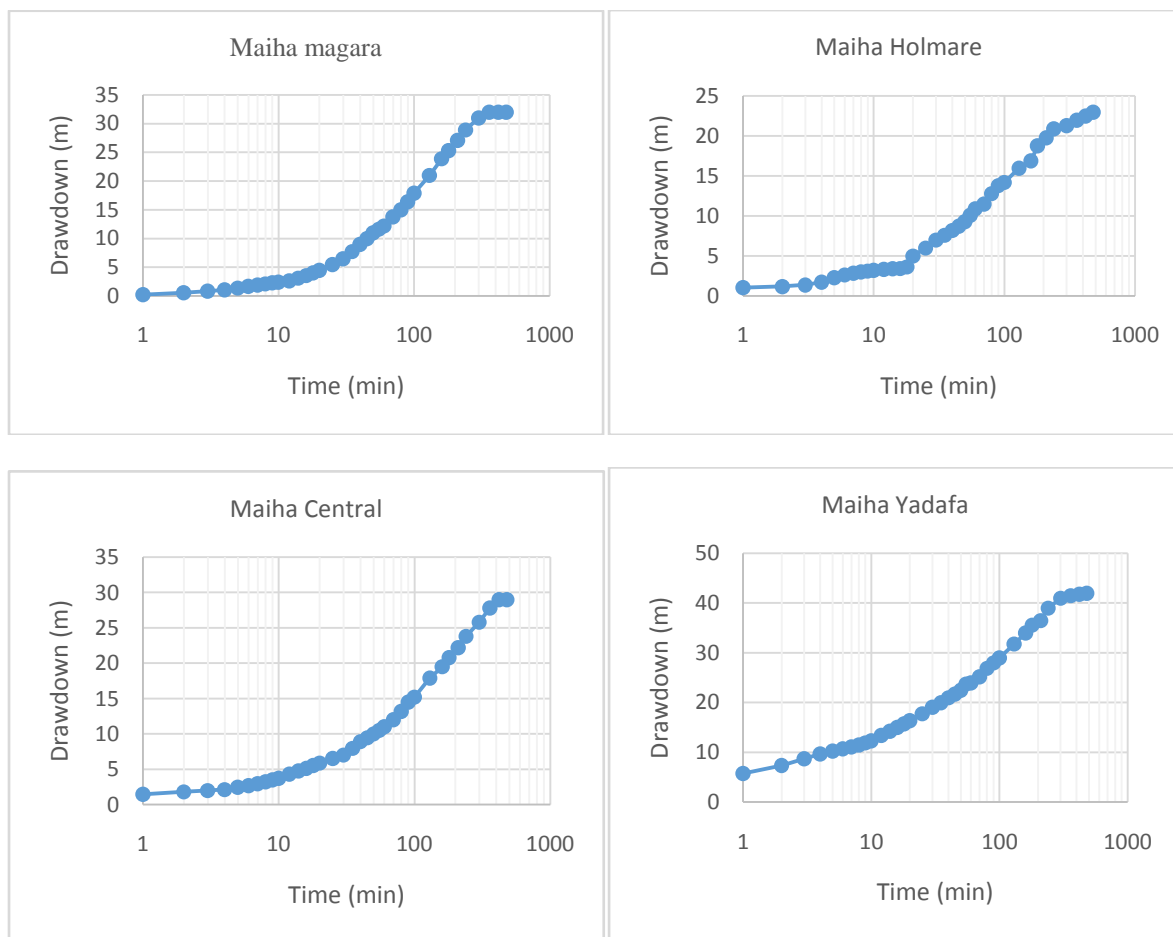 Maiha magara
35
30
25
20
15
10
5
0
Drawdown (m)
1 10 100 1000
Time (min)
Maiha Holmare
25
20
15
10
5
0
Drawdown (m)
1 10 100 1000
Time (min)
Maiha Central
35
30
25
20
15
10
5
0
Drawdown (m)
1 10 100 1000
Time (min)
Maiha Yadafa
50
40
30
20
10
0
Drawdown (m)
1 10 100 1000
Time (min)